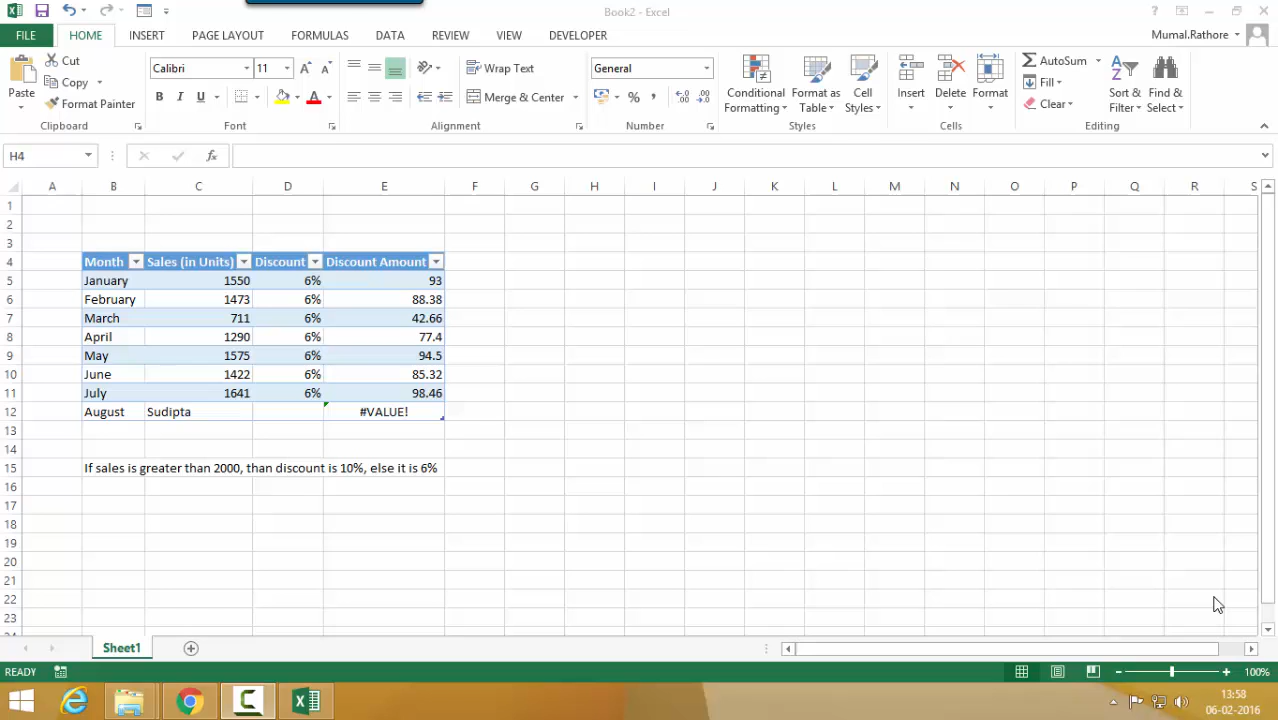 Book2 - Excel
?
FILE HOME INSERT PAGE LAYOUT FORMULAS DATA REVIEW VIEW DEVELOPER Mumal.Rathore
Paste
Cut
Copy
Format Painter
Clipboard
Calibri 11
B I U
Font
Wrap Text
Merge & Center
Alignment
General
%
Number
Conditional Formatting
Format as Table
Cell Styles
Styles
Insert
Delete
Format
Cells
AutoSum
Fill
Clear
Sort & Filter
Find & Select
Editing
H4 fx
A B C D E F G H I J K L M N O P Q R S
1
2
3
4 Month Sales (in Units) Discount Discount Amount
5 January 1550 6% 93
6 February 1473 6% 88.38
7 March 711 6% 42.66
8 April 1290 6% 77.4
9 May 1575 6% 94.5
10 June 1422 6% 85.32
11 July 1641 6% 98.46
12 August Sudipta #VALUE!
13
14
15 If sales is greater than 2000, than discount is 10%, else it is 6%
16
17
18
19
20
21
22
23
Sheet1
READY 100%
13:58
06-02-2016